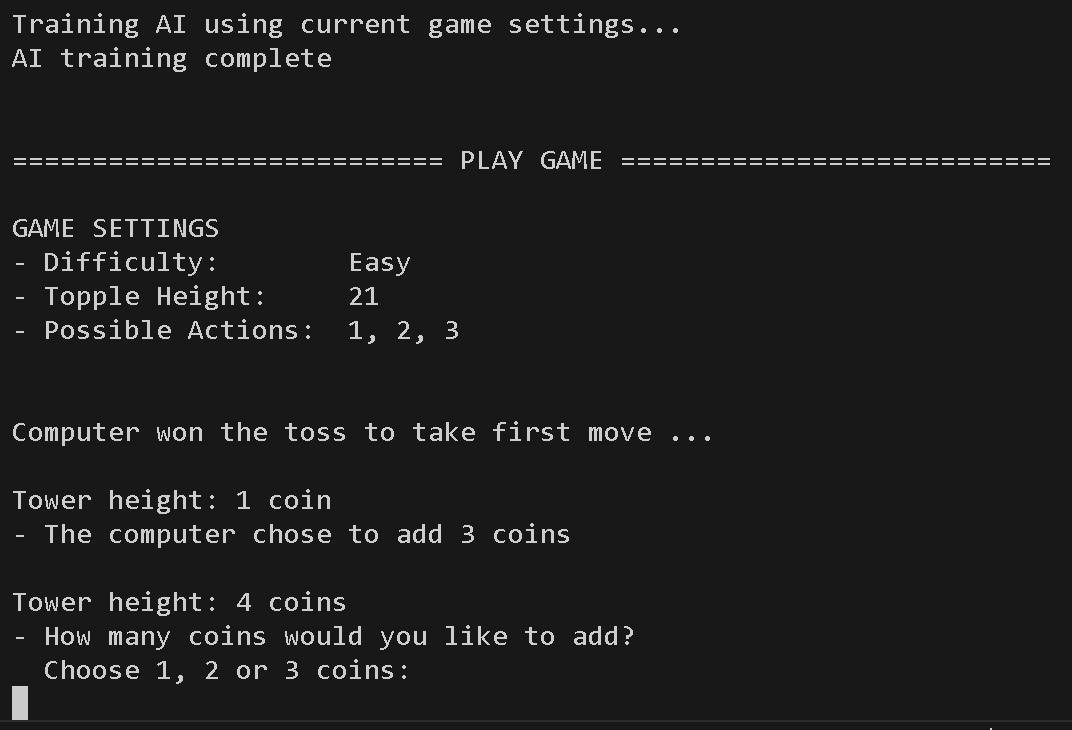 Training AI using current game settings...
AI training complete
=========================== PLAY GAME ===========================
GAME SETTINGS
- Difficulty:        Easy
- Topple Height:     21
- Possible Actions:  1, 2, 3
Computer won the toss to take first move ...
Tower height: 1 coin
- The computer chose to add 3 coins
Tower height: 4 coins
- How many coins would you like to add?
  Choose 1, 2 or 3 coins: